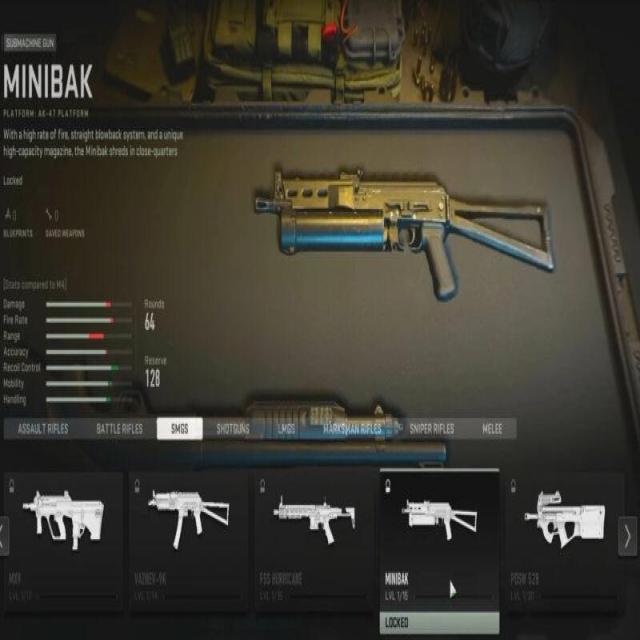 SUBMACHINE GUN
MINIBAK
PLATFORM: AK-47 PLATFORM
With a high rate of fire, straight blowback system, and a unique
high-capacity magazine, the Minibak shreds in close-quarters
Locked
0 0
BLUEPRINTS SAVED WEAPONS
[Stats compared to M4]
Damage Rounds
Fire Rate 64
Range
Accuracy Reserve
Recoil Control 128
Mobility
Handling
ASSAULT RIFLES BATTLE RIFLES SMGS SHOTGUNS LMGS MARKSMAN RIFLES SNIPER RIFLES MELEE
MX9 VAZNEV-9K FSS HURRICANE MINIBAK PDSW 528
LVL 1/16
LOCKED